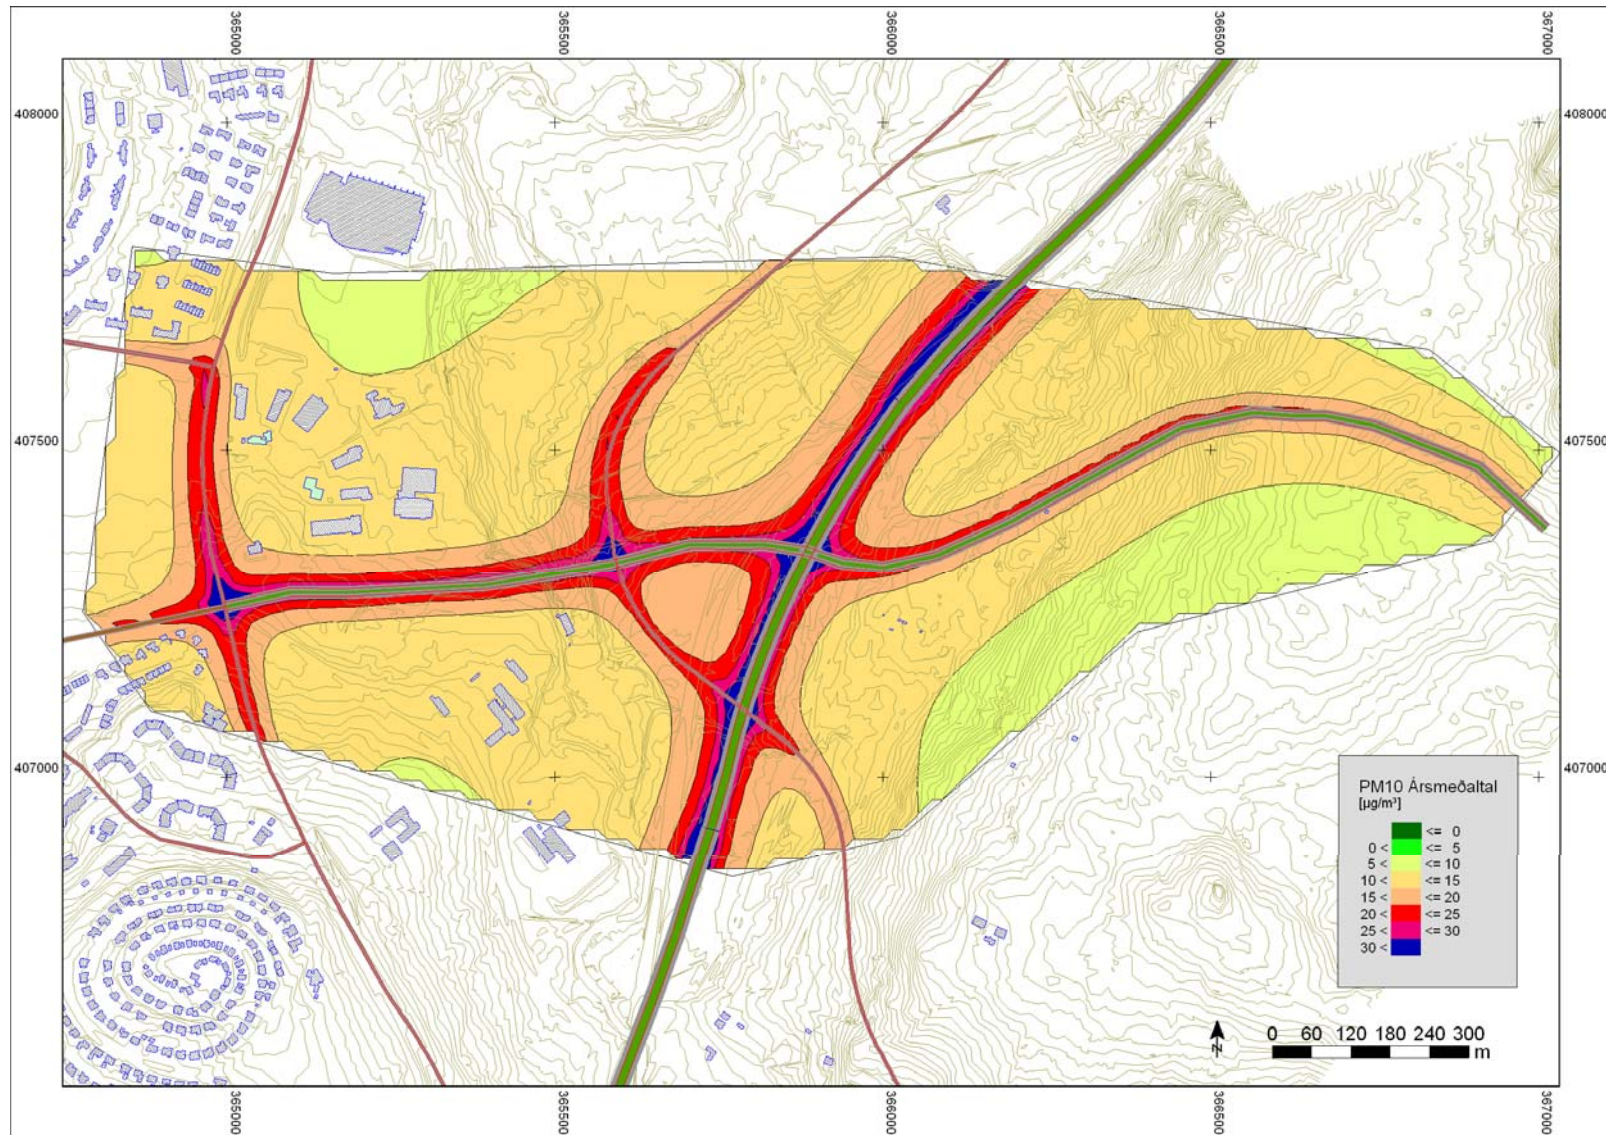 365000 365500 366000 366500 367000
408000 408000
407500 407500
407000 407000
PM10 Ársmeðaltal
[µg/m³]
<= 0
0 < <= 5
5 < <= 10
10 < <= 15
15 < <= 20
20 < <= 25
25 < <= 30
30 <
N
0 60 120 180 240 300
m
365000 365500 366000 366500 367000